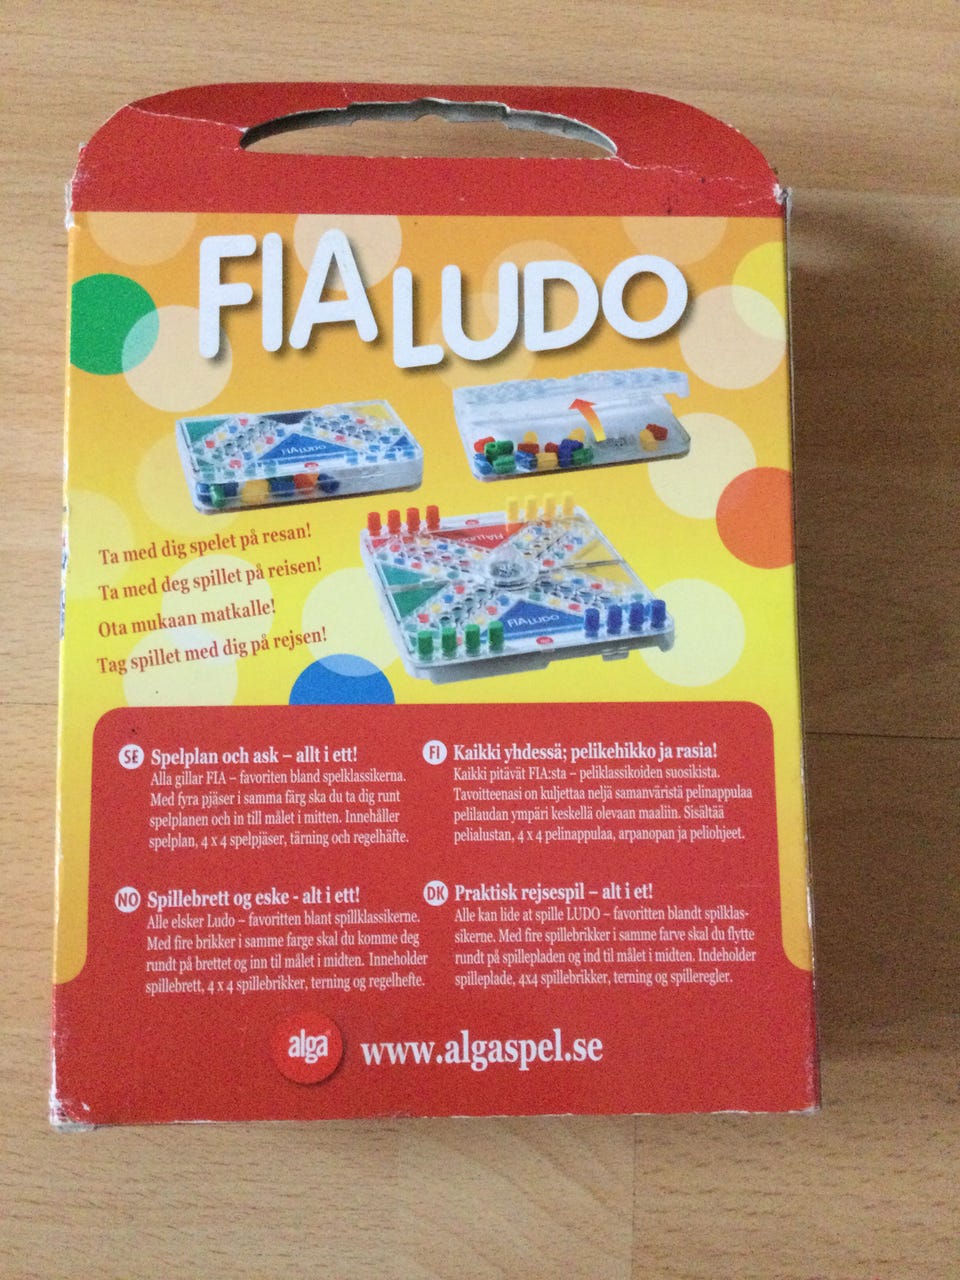 FIA LUDO
FIA LUDO
FIA LUDO
FIA LUDO
Ta med dig spelet på resan!
Ta med deg spillet på reisen!
Ota mukaan matkalle!
Tag spillet med dig på rejsen!
SE Spelplan och ask – allt i ett!
Alla gillar FIA – favoriten bland spelklassikerna.
Med fyra pjäser i samma färg ska du ta dig runt
spelplanen och in till målet i mitten. Innehåller
spelplan, 4 x 4 spelpjäser, tärning och regelhäfte.
FI Kaikki yhdessä; pelikehikko ja rasia!
Kaikki pitävät FIA:sta – peliklassikoiden suosikista.
Tavoitteenasi on kuljettaa neljä samanväristä pelinappulaa
pelilaudan ympäri keskellä olevaan maaliin. Sisältää
pelialustan, 4 x 4 pelinappulaa, arpanopan ja peliohjeet.
NO Spillebrett og eske - alt i ett!
Alle elsker Ludo – favoritten blant spillklassikerne.
Med fire brikker i samme farge skal du komme deg
rundt på brettet og inn til målet i midten. Inneholder
spillebrett, 4 x 4 spillebrikker, terning og regelhefte.
DK Praktisk rejsespil – alt i et!
Alle kan lide at spille LUDO – favoritten blandt spilklas-
sikerne. Med fire spillebrikker i samme farve skal du flytte
rundt på spillepladen og ind til målet i midten. Indeholder
spilleplade, 4x4 spillebrikker, terning og spilleregler.
alga www.algaspel.se